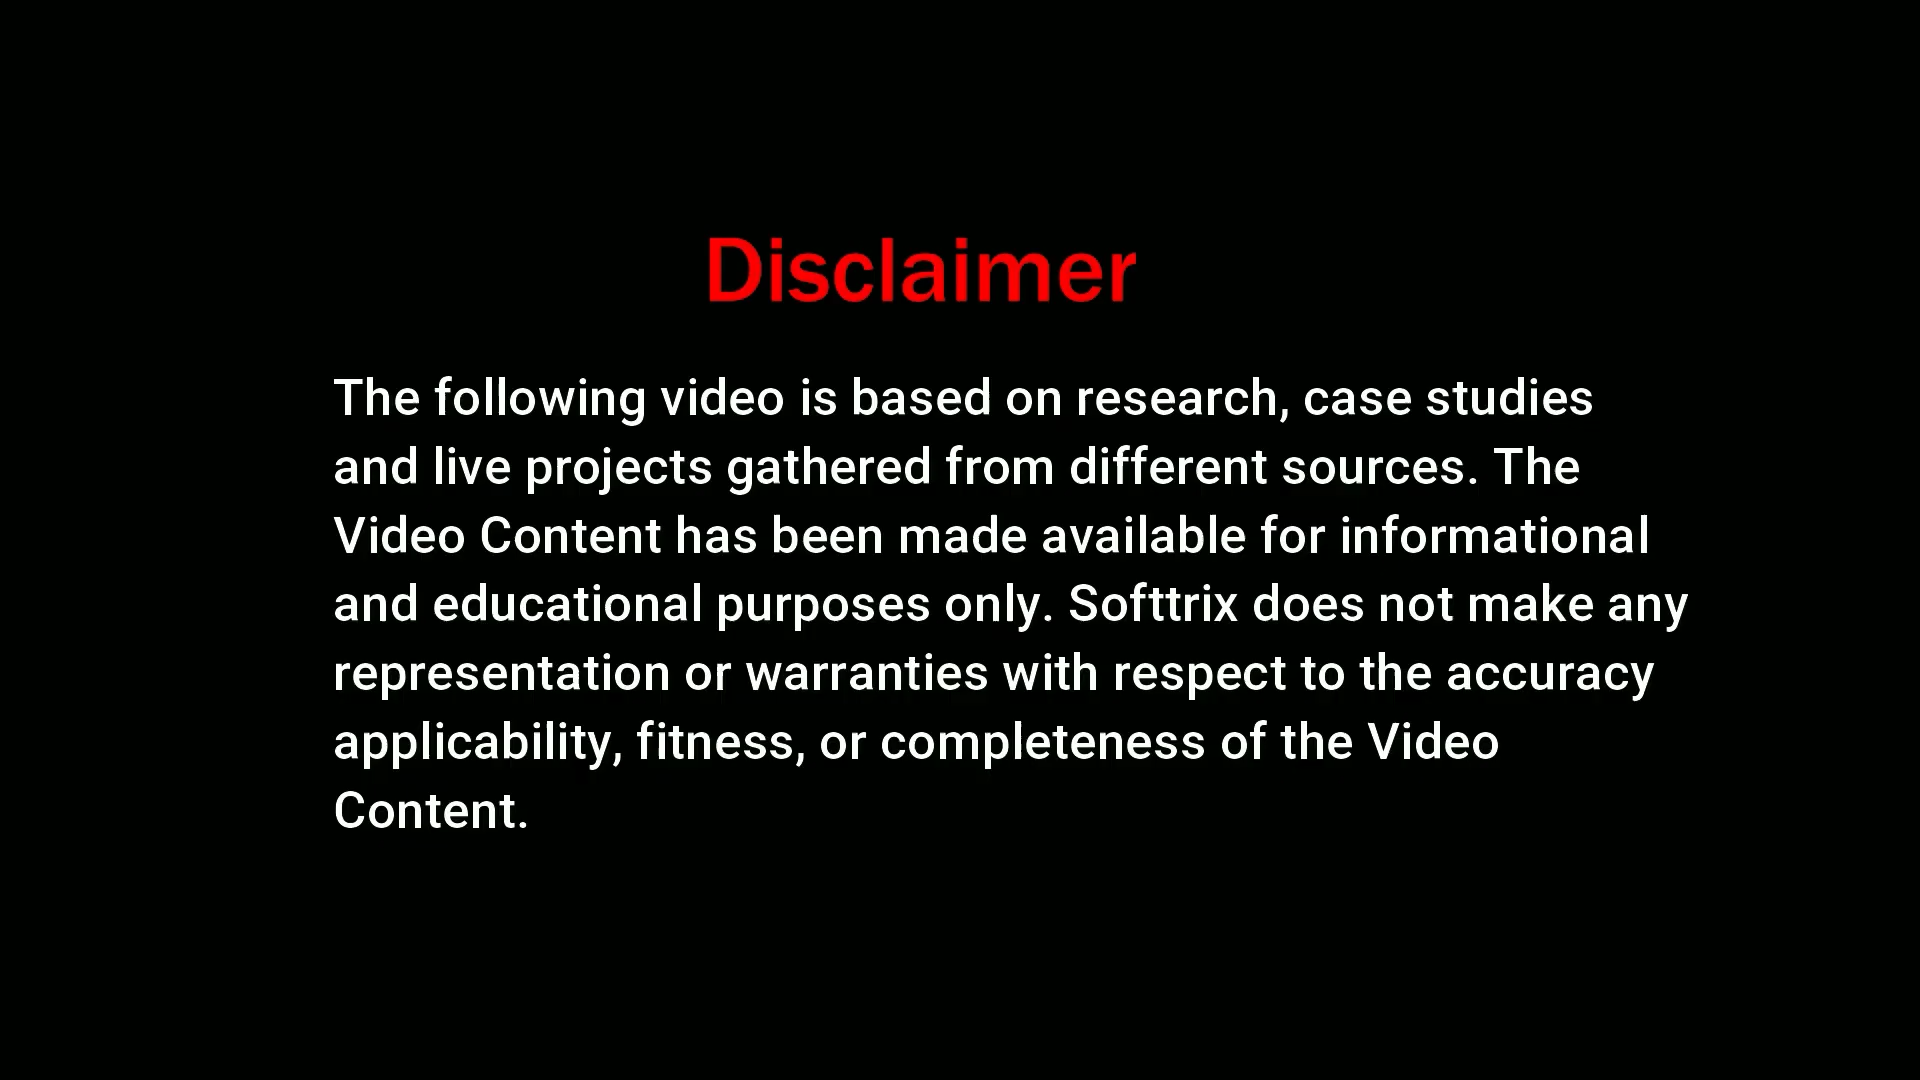 Disclaimer
The following video is based on research, case studies
and live projects gathered from different sources. The
Video Content has been made available for informational
and educational purposes only. Softtrix does not make any
representation or warranties with respect to the accuracy
applicability, fitness, or completeness of the Video
Content.